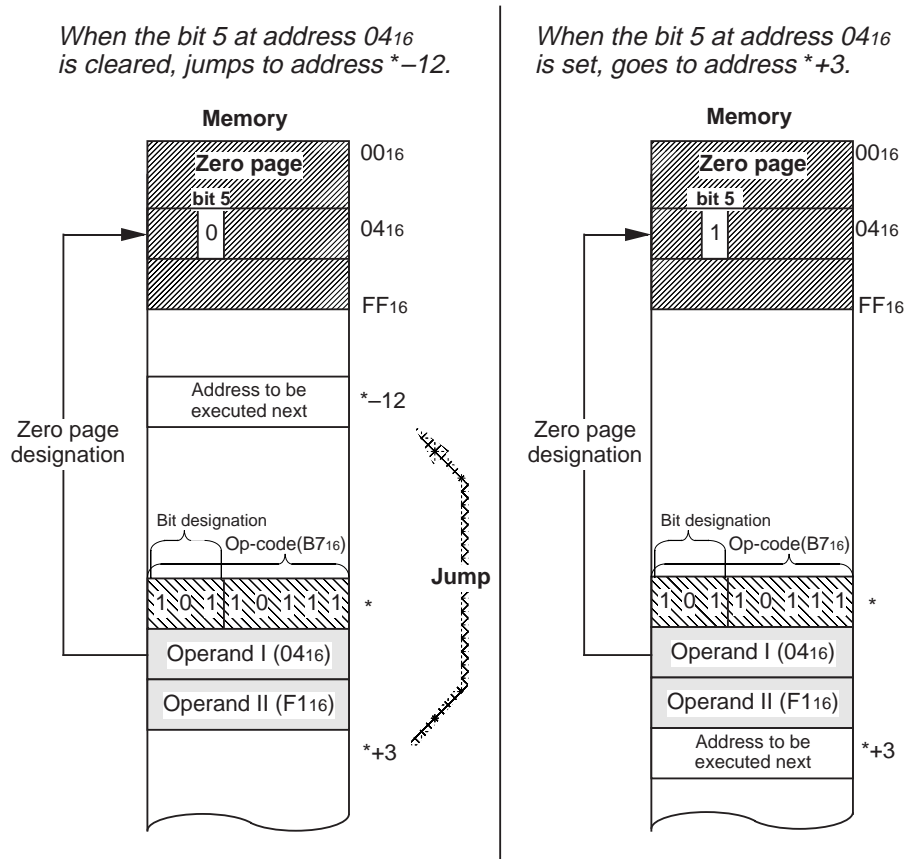 When the bit 5 at address 0416
is cleared, jumps to address *–12.
Memory
Zero page
0016
bit 5
0
0416
FF16
Address to be
executed next
*–12
Zero page
designation
Bit designation
Op-code(B716)
1 0 1 1 0 1 1 1
*
Jump
Operand I (0416)
Operand II (F116)
*+3
When the bit 5 at address 0416
is set, goes to address *+3.
Memory
Zero page
0016
bit 5
1
0416
FF16
Zero page
designation
Bit designation
Op-code(B716)
1 0 1 1 0 1 1 1
*
Operand I (0416)
Operand II (F116)
Address to be
executed next
*+3